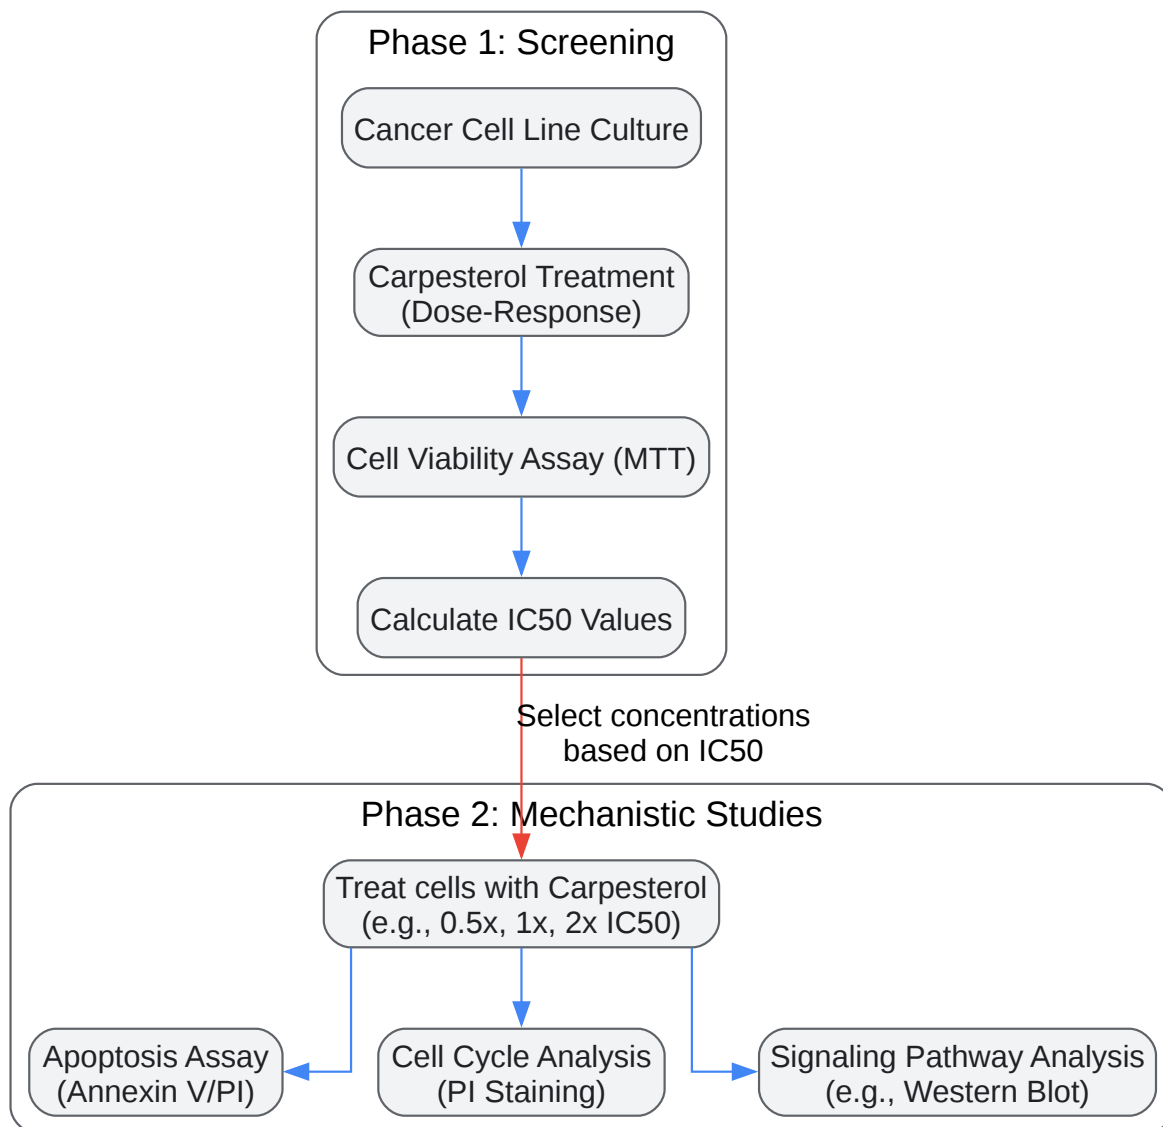 Phase 1: Screening
Cancer Cell Line Culture
Carpesterol Treatment
(Dose-Response)
Cell Viability Assay (MTT)
Calculate IC50 Values
Select concentrations
based on IC50
Phase 2: Mechanistic Studies
Treat cells with Carpesterol
(e.g., 0.5x, 1x, 2x IC50)
Apoptosis Assay
(Annexin V/PI)
Cell Cycle Analysis
(PI Staining)
Signaling Pathway Analysis
(e.g., Western Blot)